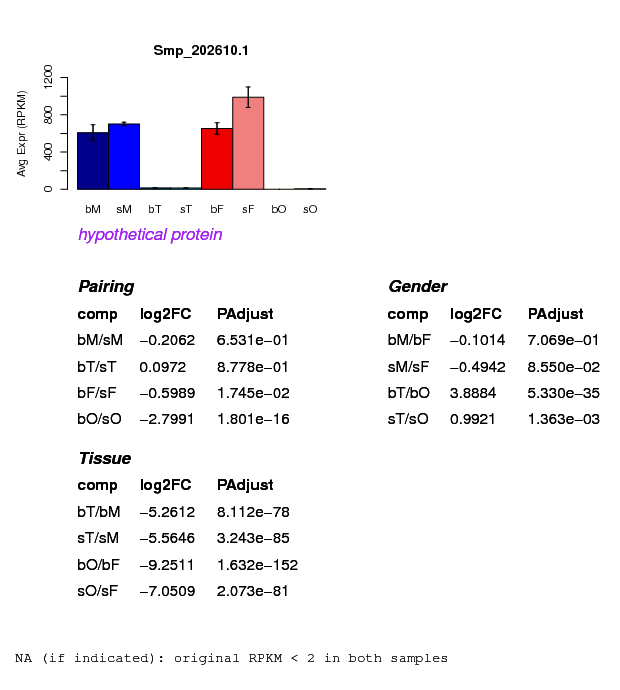 Smp_202610.1
Avg Expr (RPKM)
1200
800
400
0
bM sM bT sT bF sF bO sO
hypothetical protein
Pairing
comp log2FC PAdjust
bM/sM −0.2062 6.531e−01
bT/sT 0.0972 8.778e−01
bF/sF −0.5989 1.745e−02
bO/sO −2.7991 1.801e−16
Gender
comp log2FC PAdjust
bM/bF −0.1014 7.069e−01
sM/sF −0.4942 8.550e−02
bT/bO 3.8884 5.330e−35
sT/sO 0.9921 1.363e−03
Tissue
comp log2FC PAdjust
bT/bM −5.2612 8.112e−78
sT/sM −5.5646 3.243e−85
bO/bF −9.2511 1.632e−152
sO/sF −7.0509 2.073e−81
NA (if indicated): original RPKM < 2 in both samples